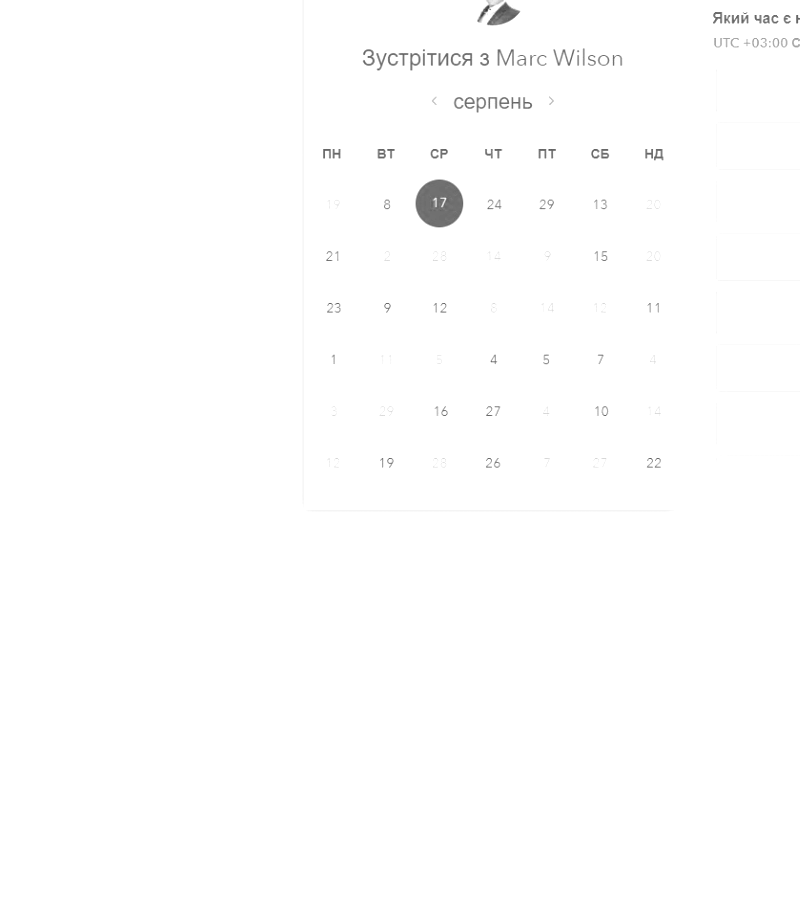 Зустрітися з Marc Wilson
‹ серпень ›
ПН ВТ СР ЧТ ПТ СБ НД
19 8 17 24 29 13 20
21 2 28 14 9 15 20
23 9 12 8 14 12 11
1 11 5 4 5 7 4
3 29 16 27 4 10 14
12 19 28 26 7 27 22
Який час є
UTC +03:00